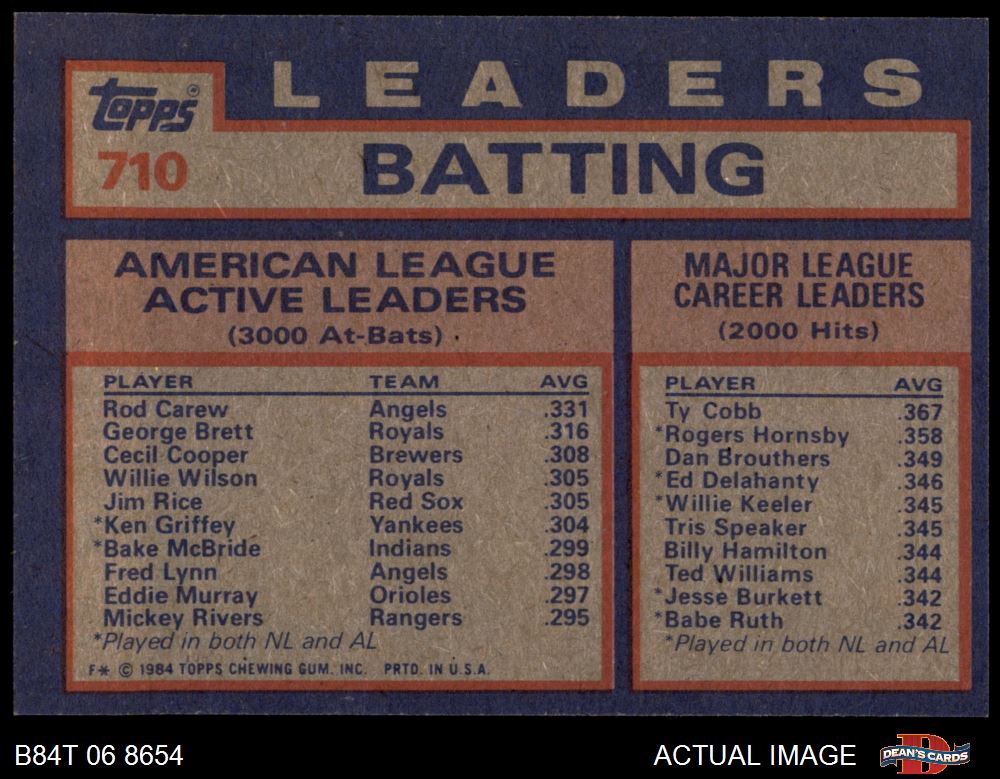 LEADERS
topps®
710
BATTING
AMERICAN LEAGUE
ACTIVE LEADERS
(3000 At-Bats)
PLAYER TEAM AVG
Rod Carew Angels .331
George Brett Royals .316
Cecil Cooper Brewers .308
Willie Wilson Royals .305
Jim Rice Red Sox .305
*Ken Griffey Yankees .304
*Bake McBride Indians .299
Fred Lynn Angels .298
Eddie Murray Orioles .297
Mickey Rivers Rangers .295
*Played in both NL and AL
F* © 1984 TOPPS CHEWING GUM. INC. PRTD. IN U.S.A.
MAJOR LEAGUE
CAREER LEADERS
(2000 Hits)
PLAYER AVG
Ty Cobb .367
*Rogers Hornsby .358
Dan Brouthers .349
*Ed Delahanty .346
*Willie Keeler .345
Tris Speaker .345
Billy Hamilton .344
Ted Williams .344
*Jesse Burkett .342
*Babe Ruth .342
*Played in both NL and AL
B84T 06 8654
ACTUAL IMAGE
DEAN'S CARDS